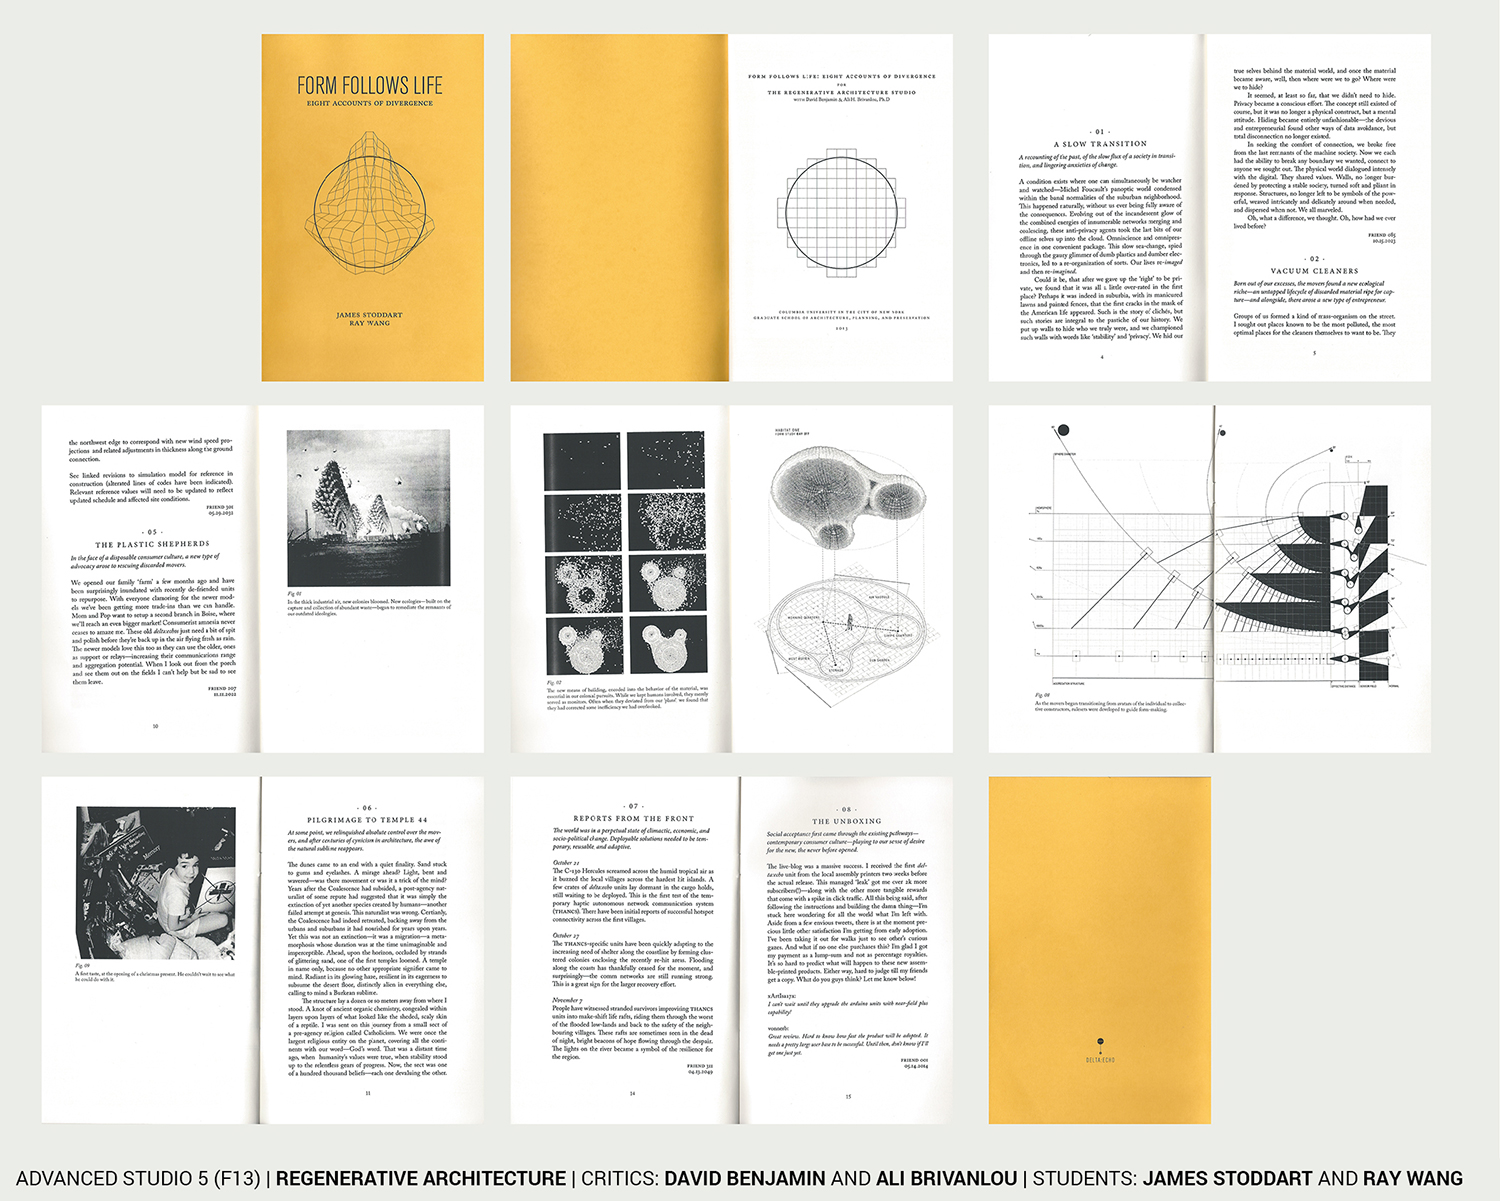 FORM FOLLOWS LIFE
EIGHT ACCOUNTS OF DIVERGENCE
JAMES STODDART
RAY WANG
FORM FOLLOWS LIFE: EIGHT ACCOUNTS OF DIVERGENCE
FOR
THE REGENERATIVE ARCHITECTURE STUDIO
WITH David Benjamin & Ali H. Brivanlou, Ph.D
COLUMBIA UNIVERSITY IN THE CITY OF NEW YORK
GRADUATE SCHOOL OF ARCHITECTURE, PLANNING, AND PRESERVATION
2013
· 01 ·
A SLOW TRANSITION
A recounting of the past, of the slow flux of a society in transi-
tion, and lingering anxieties of change.
A condition exists where one can simultaneously be watcher
and watched—Michel Foucault's panoptic world condensed
within the banal normalities of the suburban neighborhood.
This happened naturally, without us ever being fully aware of
the consequences. Evolving out of the incandescent glow of
the combined energies of innumerable networks merging and
coalescing, these anti-privacy agents took the last bits of our
offline selves up into the cloud. Omniscience and omnipres-
ence in one convenient package. This slow sea-change, spied
through the gauzy glimmer of dumb plastics and dumber elec-
tronics, led to a re-organization of sorts. Our lives re-imaged
and then re-imagined.
Could it be, that after we gave up the 'right' to be pri-
vate, we found that it was all a little over-rated in the first
place? Perhaps it was indeed in suburbia, with its manicured
lawns and painted fences, that the first cracks in the mask of
the American life appeared. Such is the story of clichés, but
such stories are integral to the pastiche of our history. We
put up walls to hide who we truly were, and we championed
such walls with words like 'stability' and 'privacy'. We hid our
4
true selves behind the material world, and once the material
became aware, well, then where were we to go? Where were
we to hide?
It seemed, at least so far, that we didn't need to hide.
Privacy became a conscious effort. The concept still existed of
course, but it was no longer a physical construct, but a mental
attitude. Hiding became entirely unfashionable—the devious
and entrepreneurial found other ways of data avoidance, but
total disconnection no longer existed.
In seeking the comfort of connection, we broke free
from the last remnants of the machine society. Now we each
had the ability to break any boundary we wanted, connect to
anyone we sought out. The physical world dialogued intensely
with the digital. They shared values. Walls, no longer bur-
dened by protecting a stable society, turned soft and pliant in
response. Structures, no longer left to be symbols of the pow-
erful, weaved intricately and delicately around when needed,
and dispersed when not. We all marveled.
Oh, what a difference, we thought. Oh, how had we ever
lived before?
FRIEND 085
10.15.2023
· 02 ·
VACUUM CLEANERS
Born out of our excesses, the movers found a new ecological
niche—an untapped lifecycle of discarded material ripe for cap-
ture—and alongside, there arose a new type of entrepreneur.
Groups of us formed a kind of mass-organism on the street.
I sought out places known to be the most polluted, the most
optimal places for the cleaners themselves to want to be. They
5
the northwest edge to correspond with new wind speed pro-
jections and related adjustments in thickness along the ground
connection.
See linked revisions to simulation model for reference in
construction (alterated lines of codes have been indicated).
Relevant reference values will need to be updated to reflect
updated schedule and affected site conditions.
FRIEND 301
05.19.2051
· 05 ·
THE PLASTIC SHEPHERDS
In the face of a disposable consumer culture, a new type of
advocacy arose to rescuing discarded movers.
We opened our family 'farm' a few months ago and have
been surprisingly inundated with recently de-friended units
to repurpose. With everyone clamoring for the newer mod-
els we've been getting more trade-ins than we can handle.
Mom and Pop want to setup a second branch in Boise, where
we'll reach an even bigger market! Consumerist amnesia never
ceases to amaze me. These old delta:echos just need a bit of spit
and polish before they're back up in the air flying fresh as rain.
The newer models love this too as they can use the older, ones
as support or relays—increasing their communications range
and aggregation potential. When I look out from the porch
and see them out on the fields I can't help but be sad to see
them leave.
FRIEND 107
11.12.2022
10
Fig. 01
In the thick industrial air, new colonies bloomed. New ecologies—built on the
capture and collection of abundant waste—began to remediate the remnants of
our outdated ideologies.
Fig. 02
The new means of building, encoded into the behavior of the material, was
essential in our colonial pursuits. While we kept humans involved, they mostly
served as monitors. Often when they deviated from our 'plans' we found that
they had corrected some inefficiency we had overlooked.
HABITAT ONE
Fig. 08
As the movers began transitioning from avatars of the individual to collec-
tive constructors, rulesets were developed to guide form-making.
Fig. 09
A first taste, at the opening of a christmas present. He couldn't wait to see what
he could do with it.
· 06 ·
PILGRIMAGE TO TEMPLE 44
At some point, we relinquished absolute control over the mov-
ers, and after centuries of cynicism in architecture, the awe of
the natural sublime reappears.
The dunes came to an end with a quiet finality. Sand stuck
to gums and eyelashes. A mirage ahead? Light, bent and
wavered—was there movement or was it a trick of the mind?
Years after the Coalescence had subsided, a post-agency nat-
uralist of some repute had suggested that it was simply the
extinction of yet another species created by humans—another
failed attempt at genesis. This naturalist was wrong. Certianly,
the Coalescence had indeed retreated, backing away from the
urbans and suburbans it had nourished for years upon years.
Yet this was not an extinction, it was a migration—a meta-
morphosis whose duration was at the time unimaginable and
imperceptible. Ahead, upon the horizon, occluded by strands
of glittering sand, one of the first temples loomed. A temple
in name only, because no other appropriate signifier came to
mind. Radiant in its glowing haze, resilient in its eagerness to
subsume the desert floor, distinctly alien in everything else,
calling to mind a Burkean sublime.
The structure lay a dozen or so meters away from where I
stood. A knot of ancient organic chemistry, congealed within
layers upon layers of what looked like the sheded, scaly skin
of a reptile. I was sent on this journey from a small sect of
a pre-agency religion called Catholicism. We were once the
largest religious entity on the planet, covering all the conti-
nents with our word—God's word. That was a distant time
ago, when humanity's values were true, when stability stood
up to the relentless gears of progress. Now, the sect was one
of a hundred thousand beliefs—each one devaluing the other.
11
· 07 ·
REPORTS FROM THE FRONT
The world was in a perpetual state of climactic, economic, and
socio-political change. Deployable solutions needed to be tem-
porary, reusable, and adaptive.
October 22
The C-130 Hercules screamed across the humid tropical air as
it buzzed the local villages across the hardest hit islands. A
few crates of delta:echo units lay dormant in the cargo holds,
still waiting to be deployed. This is the first test of the tem-
porary haptic autonomous network communication system
(THANCS). There have been initial reports of successful hotspot
connectivity across the first villages.
October 27
The THANCS-specific units have been quickly adapting to the
increasing need of shelter along the coastline by forming clus-
tered colonies enclosing the recently re-hit areas. Flooding
along the coasts has thankfully ceased for the moment, and
surprisingly—the comm networks are still running strong.
This is a great sign for the larger recovery effort.
November 7
People have witnessed stranded survivors improvizing THANCS
units into make-shift life rafts, riding them through the worst
of the flooded low-lands and back to the safety of the neigh-
bouring villages. These rafts are sometimes seen in the dead
of night, bright beacons of hope flowing through the despair.
The lights on the river became a symbol of the resilience for
the region.
FRIEND 321
04.13.2049
14
· 08 ·
THE UNBOXING
Social acceptance first came through the existing pathways—
contemporary consumer culture—playing to our sense of desire
for the new, the never before opened.
The live-blog was a massive success. I received the first del-
ta:echo unit from the local assembly printers two weeks before
the actual release. This managed 'leak' got me over 2k more
subscribers(!)—along with the other more tangible rewards
that come with a spike in click traffic. All this being said, after
following the instructions and building the damn thing—I'm
stuck here wondering for all the world what I'm left with.
Aside from a few envious tweets, there is at the moment pre-
cious little other satisfaction I'm getting from early adoption.
I've been taking it out for walks just to see other's curious
gazes. And what if no one else purchases this? I'm glad I got
my payment as a lump-sum and not as percentage royalties.
It's so hard to predict what will happen to these new assem-
ble-printed products. Either way, hard to judge till my friends
get a copy. What do you guys think? Let me know below!
I can't wait until they upgrade the arduino units with near-field plus
capability!
Great review. Hard to know how fast the product will be adopted. It
needs a pretty large user base to be successful. Until then, don't know if I'll
get one just yet.
FRIEND 001
05.14.2014
15
DELTA:ECHO
ADVANCED STUDIO 5 (F13) | REGENERATIVE ARCHITECTURE | CRITICS: DAVID BENJAMIN AND ALI BRIVANLOU | STUDENTS: JAMES STODDART AND RAY WANG